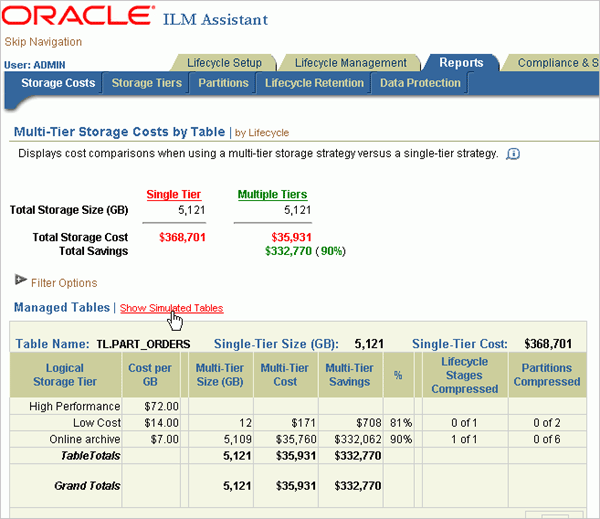 ORACLE® ILM Assistant
Skip Navigation
User: ADMIN
Lifecycle Setup Lifecycle Management Reports Compliance & S
Storage Costs Storage Tiers Partitions Lifecycle Retention Data Protection
Multi-Tier Storage Costs by Table | by Lifecycle
Displays cost comparisons when using a multi-tier storage strategy versus a single-tier strategy. i
Single Tier Multiple Tiers
Total Storage Size (GB) 5,121 5,121
Total Storage Cost $368,701 $35,931
Total Savings $332,770 (90%)
Filter Options
Managed Tables | Show Simulated Tables
Table Name: TL.PART_ORDERS Single-Tier Size (GB): 5,121 Single-Tier Cost: $368,701
Logical Storage Tier Cost per GB Multi-Tier Size (GB) Multi-Tier Cost Multi-Tier Savings % Lifecycle Stages Compressed Partitions Compressed
High Performance $72.00
Low Cost $14.00 12 $171 $708 81% 0 of 1 0 of 2
Online archive $7.00 5,109 $35,760 $332,062 90% 1 of 1 0 of 6
TableTotals 5,121 $35,931 $332,770
Grand Totals 5,121 $35,931 $332,770